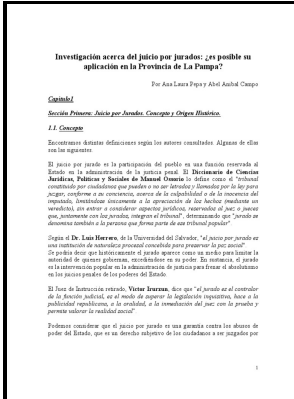 Investigación acerca del juicio por jurados: ¿es posible su
aplicación en la Provincia de La Pampa?
Por Ana Laura Pepa y Abel Anibal Campo
Capítulo I
Sección Primera: Juicio por Jurados. Concepto y Origen Histórico.
1.1. Concepto
Encontramos distintas definiciones según los autores consultados. Algunas de ellas
son las siguientes:
El juicio por jurado es la participación del pueblo en una función reservada al
Estado en la administración de la justicia penal. El Diccionario de Ciencias
Jurídicas, Políticas y Sociales de Manuel Ossorio lo define como el "tribunal
constituido por ciudadanos que pueden o no ser letrados y llamados por la ley para
juzgar, conforme a su conciencia, acerca de la culpabilidad o de la inocencia del
imputado, limitándose únicamente a la apreciación de los hechos (mediante un
veredicto), sin entrar a considerar aspectos jurídicos, reservados al juez, o jueces
que, juntamente con los jurados, integran el tribunal", determinando que "jurado se
denomina también a la persona que forma parte de ese tribunal popular".
Según el Dr. Luis Herrero, de la Universidad del Salvador, "el juicio por jurado es
una institución de naturaleza procesal concebida para preservar la paz social".
Se podría decir que históricamente el jurado aparece como un medio para limitar la
autoridad de quienes gobernaban, excediéndose en su poder. En sustancia, el jurado
es la intervención popular en la administración de justicia para frenar el absolutismo
en los juicios penales de los poderes del Estado.
El Juez de Instrucción retirado, Víctor Irurzun, dice que "el jurado es el contralor
de la función judicial, es el modo de superar la legislación inquisitiva, hace a la
publicidad republicana, a la oralidad, a la inmediación del juez con la prueba y
permite valorar la realidad social".
Podemos considerar que el juicio por jurado es una garantía contra los abusos de
poder del Estado, que es un derecho subjetivo de los ciudadanos a ser juzgados por
1